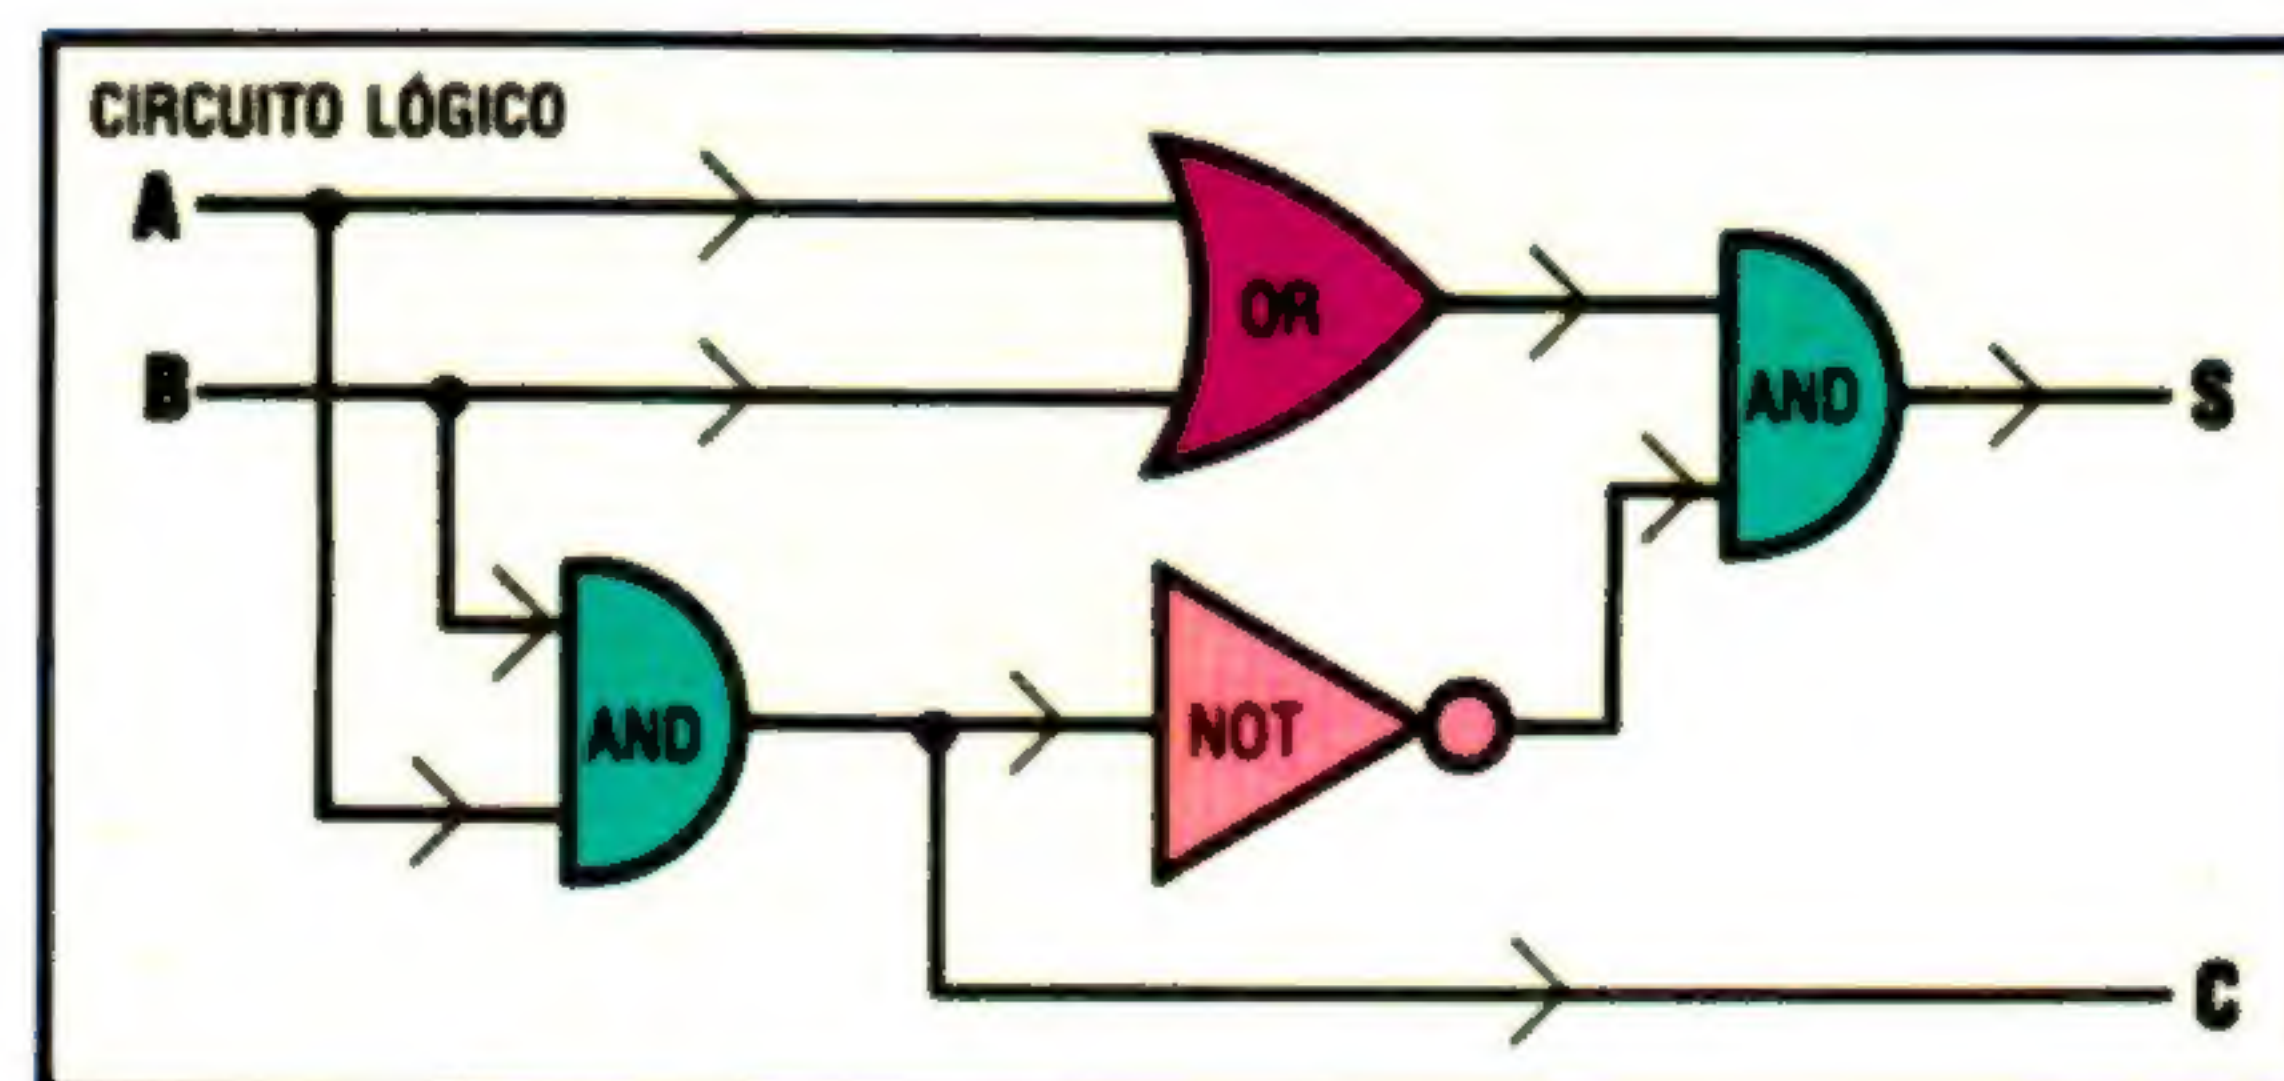 CIRCUITO LÓGICO
A
B
OR
AND
S
AND
NOT
C